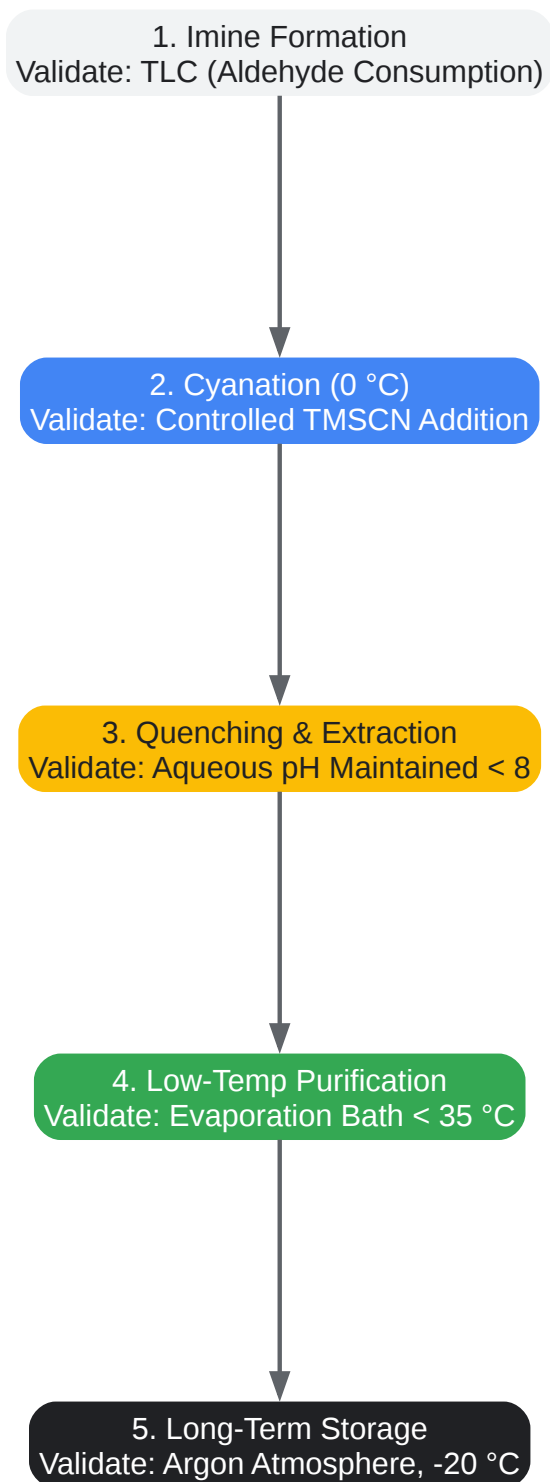 1. Imine Formation
Validate: TLC (Aldehyde Consumption)
2. Cyanation (0 °C)
Validate: Controlled TMSCN Addition
3. Quenching & Extraction
Validate: Aqueous pH Maintained < 8
4. Low-Temp Purification
Validate: Evaporation Bath < 35 °C
5. Long-Term Storage
Validate: Argon Atmosphere, -20 °C